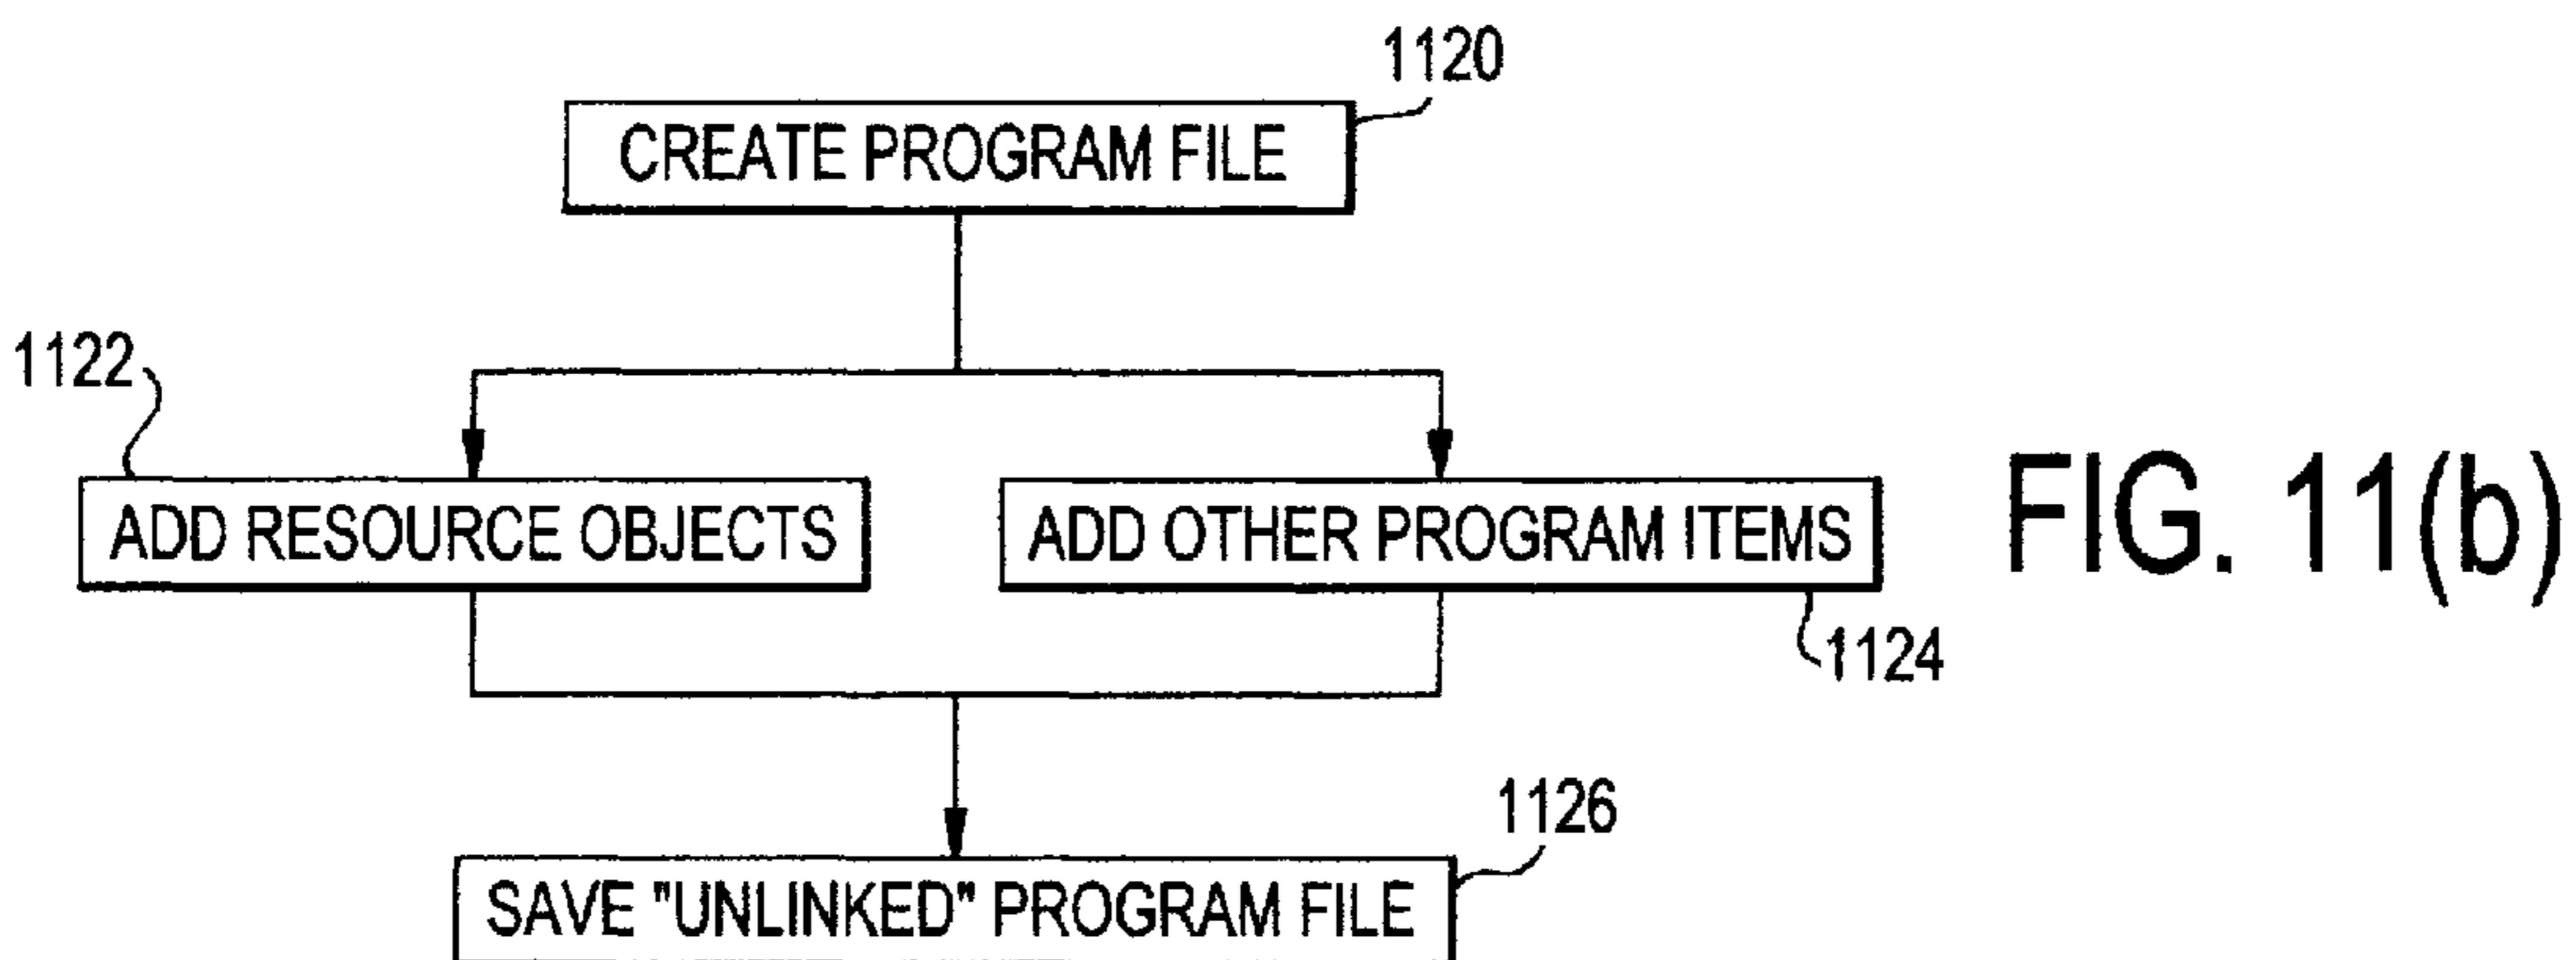 1120
CREATE PROGRAM FILE
1122
ADD RESOURCE OBJECTS
ADD OTHER PROGRAM ITEMS
FIG. 11(b)
1124
1126
SAVE "UNLINKED" PROGRAM FILE